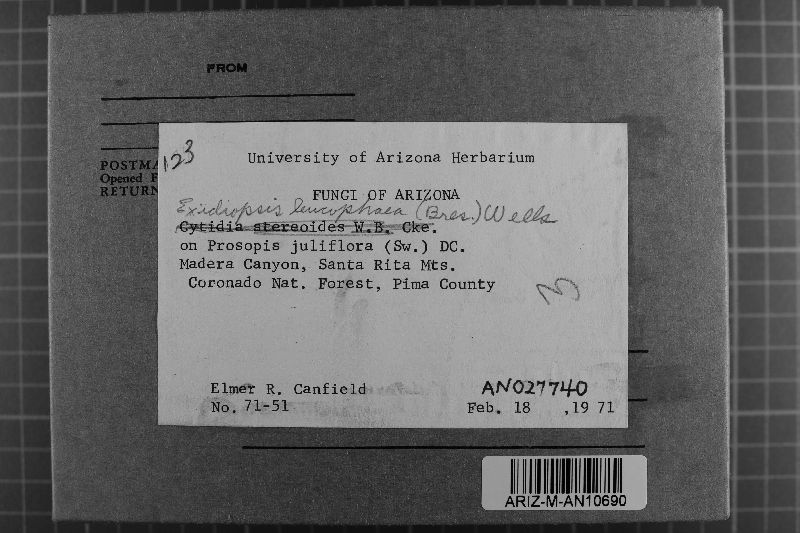 FROM
POSTMA
Opened F
RETURN
123
University of Arizona Herbarium
FUNGI OF ARIZONA
Exidiopsis leucophaea (Bres.) Wells
Cytidia stereoides W.B. Cke.
on Prosopis juliflora (Sw.) DC.
Madera Canyon, Santa Rita Mts.
Coronado Nat. Forest, Pima County
Elmer R. Canfield
No. 71-51
AN027740
Feb. 18 ,19 71
ARIZ-M-AN10690